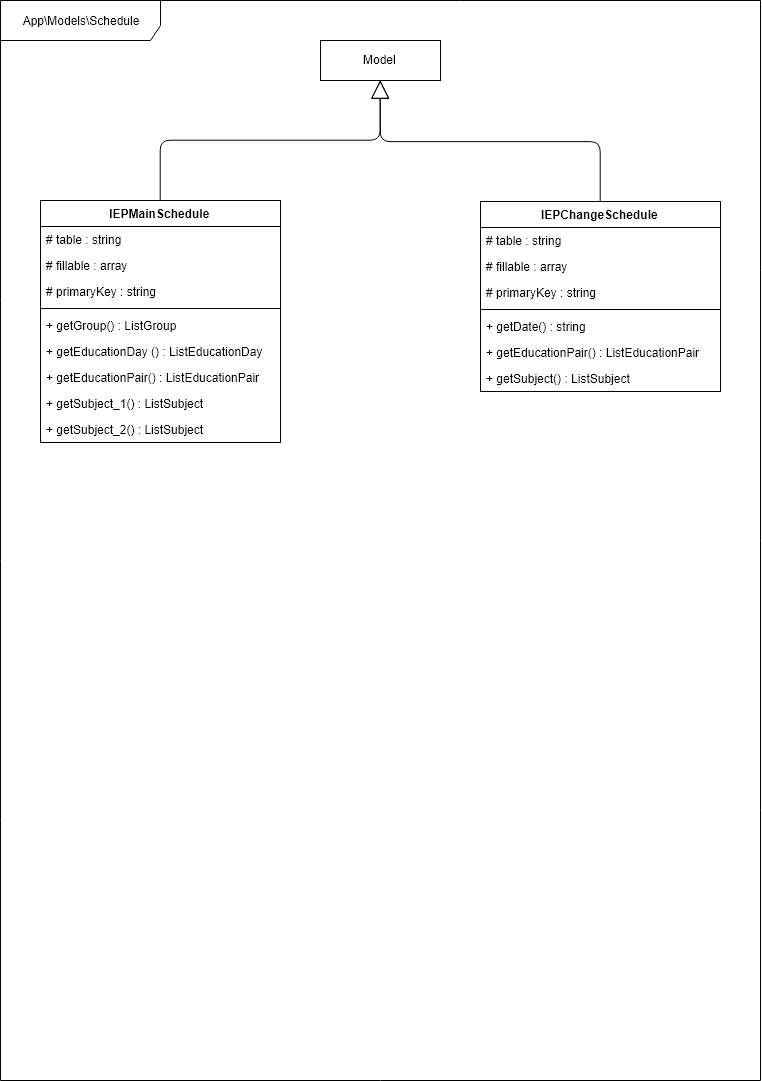 App\Models\Schedule
Model
IEPMainSchedule
# table : string
# fillable : array
# primaryKey : string
+ getGroup() : ListGroup
+ getEducationDay () : ListEducationDay
+ getEducationPair() : ListEducationPair
+ getSubject_1() : ListSubject
+ getSubject_2() : ListSubject
IEPChangeSchedule
# table : string
# fillable : array
# primaryKey : string
+ getDate() : string
+ getEducationPair() : ListEducationPair
+ getSubject() : ListSubject